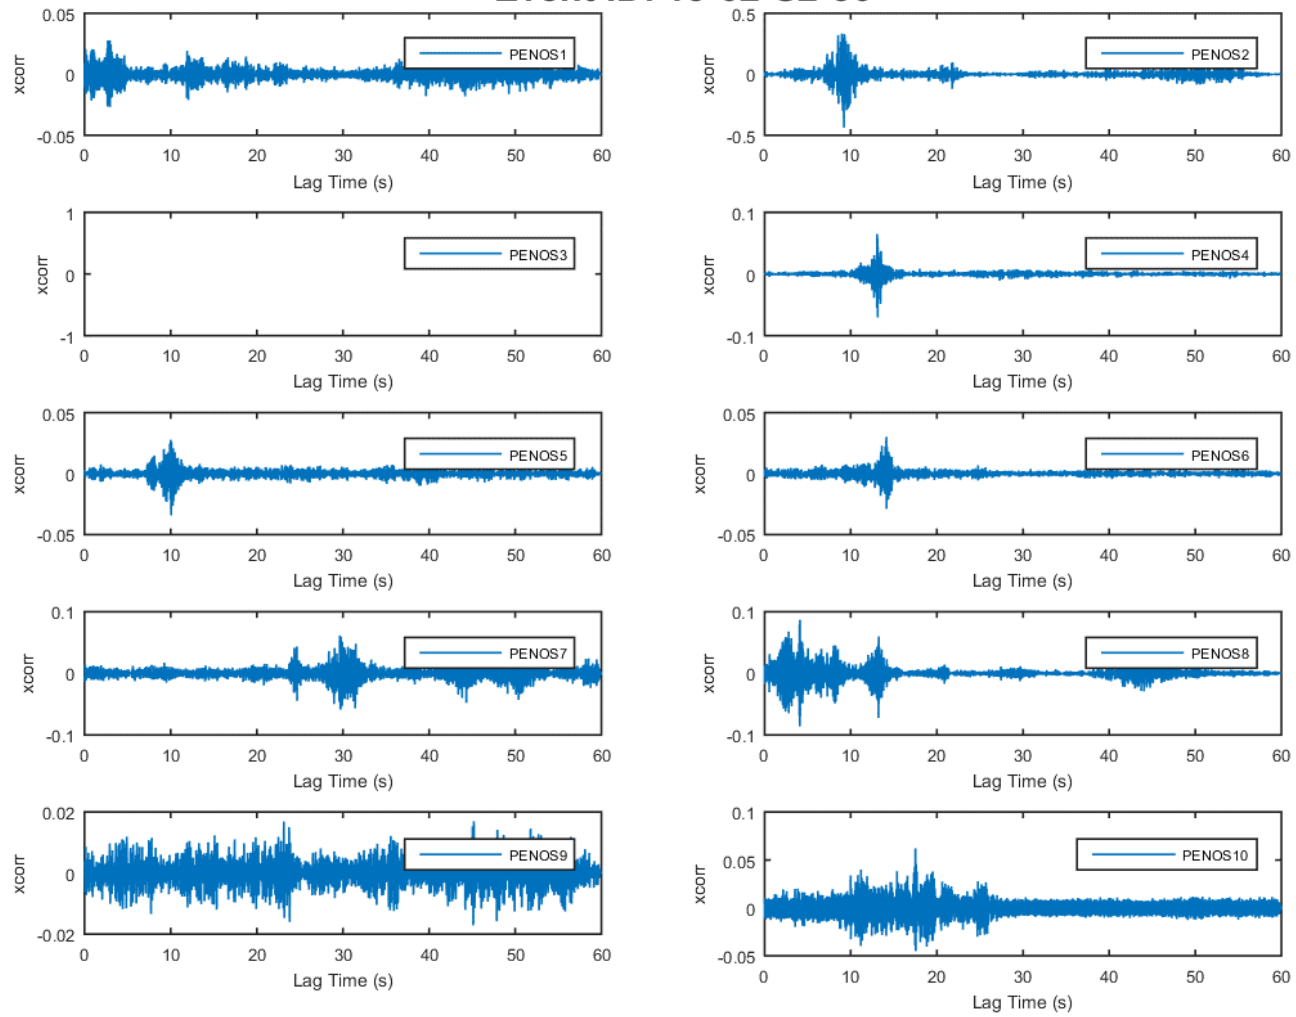 0.05
xcorr
0
-0.05
PENOS1
0 10 20 30 40 50 60
Lag Time (s)
0.5
xcorr
0
-0.5
PENOS2
0 10 20 30 40 50 60
Lag Time (s)
1
xcorr
0
-1
PENOS3
0 10 20 30 40 50 60
Lag Time (s)
0.1
xcorr
0
-0.1
PENOS4
0 10 20 30 40 50 60
Lag Time (s)
0.05
xcorr
0
-0.05
PENOS5
0 10 20 30 40 50 60
Lag Time (s)
0.05
xcorr
0
-0.05
PENOS6
0 10 20 30 40 50 60
Lag Time (s)
0.1
xcorr
0
-0.1
PENOS7
0 10 20 30 40 50 60
Lag Time (s)
0.1
xcorr
0
-0.1
PENOS8
0 10 20 30 40 50 60
Lag Time (s)
0.02
xcorr
0
-0.02
PENOS9
0 10 20 30 40 50 60
Lag Time (s)
0.1
0.05
xcorr
0
-0.05
PENOS10
0 10 20 30 40 50 60
Lag Time (s)